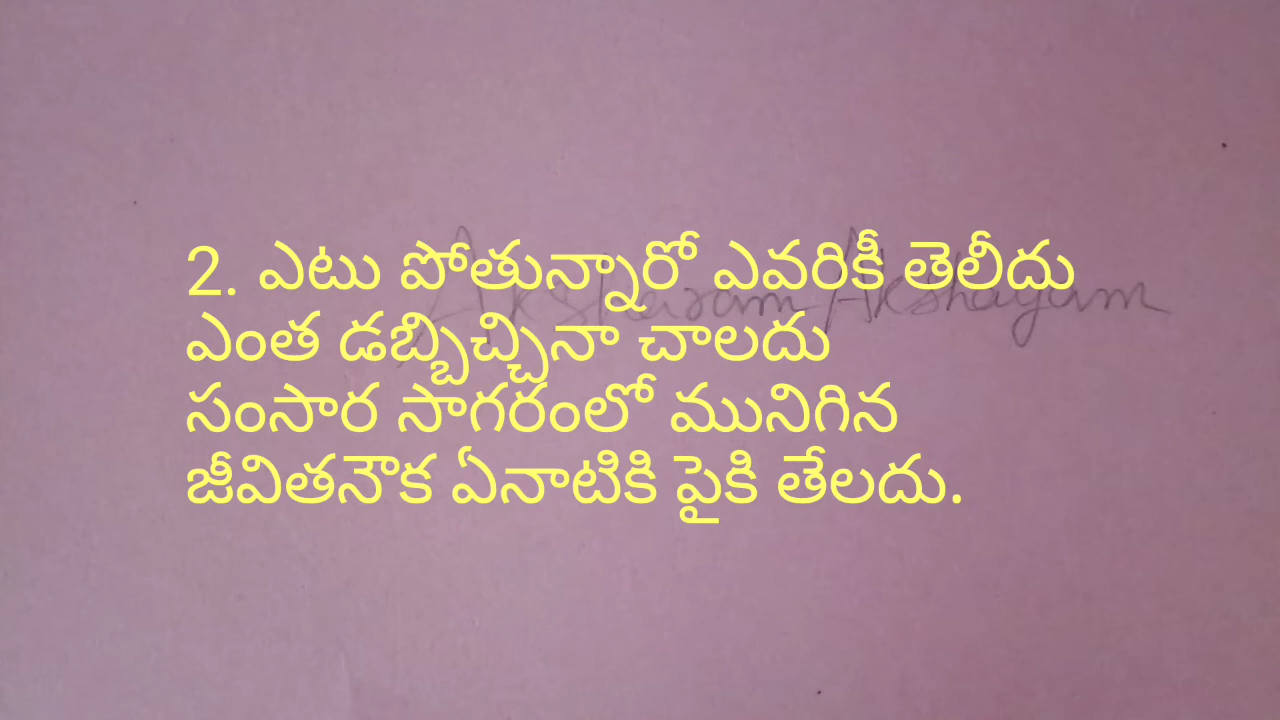 2. ఎటు పోతున్నారో ఎవరికీ తెలీదు
Aksharam Akshayam
ఎంత డబ్బిచ్చినా చాలదు
సంసార సాగరంలో మునిగిన
జీవితనౌక ఏనాటికి పైకి తేలదు.